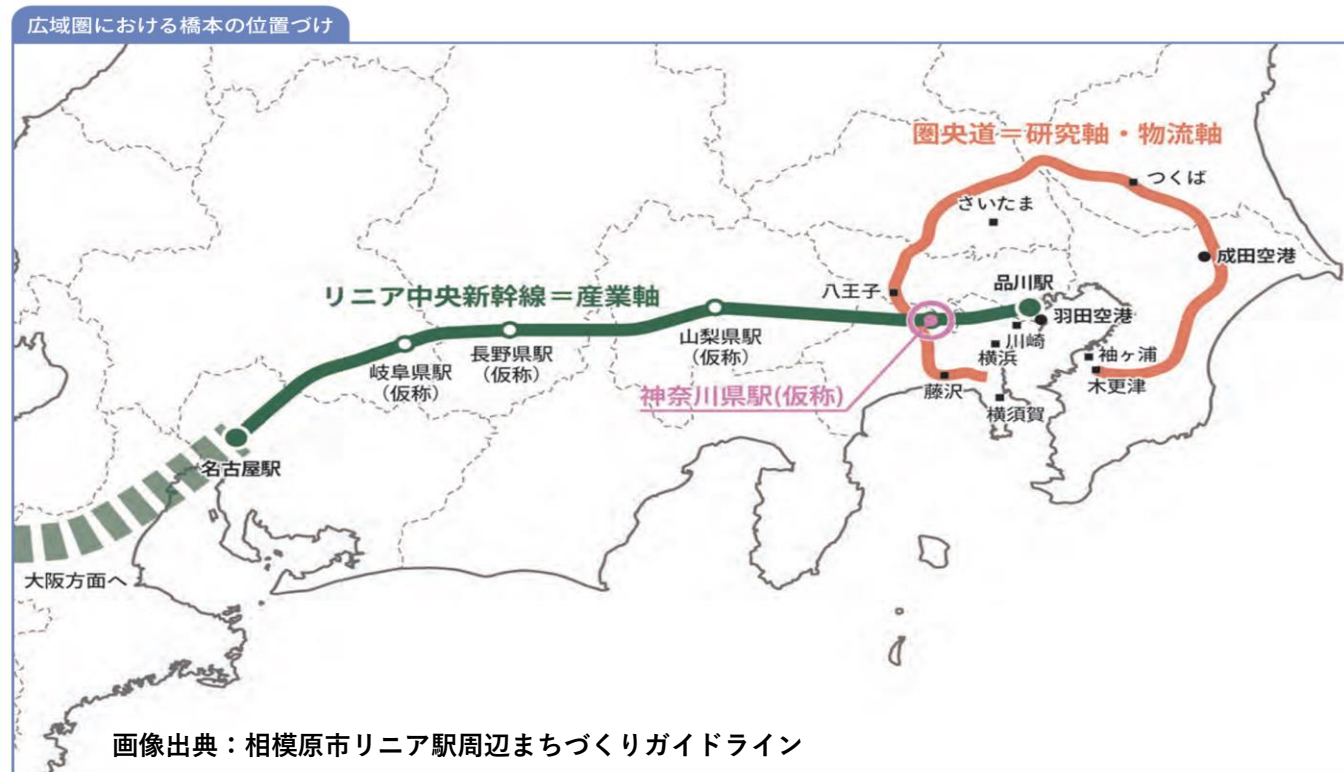 広域圏における橋本の位置づけ
圏央道＝研究軸・物流軸
つくば
さいたま
成田空港
八王子
品川駅
リニア中央新幹線＝産業軸
羽田空港
川崎
山梨県駅
(仮称)
長野県駅
(仮称)
横浜
袖ヶ浦
岐阜県駅
(仮称)
木更津
神奈川県駅(仮称)
藤沢
横須賀
名古屋駅
大阪方面へ
画像出典：相模原市リニア駅周辺まちづくりガイドライン